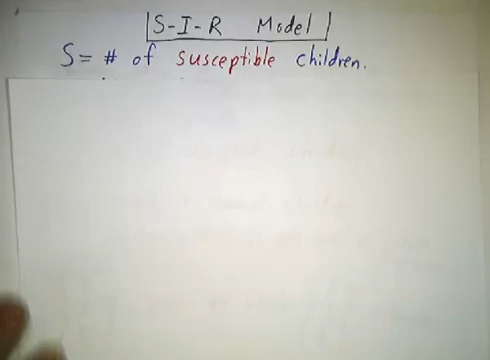 S-I-R Model
S = # of susceptible children.